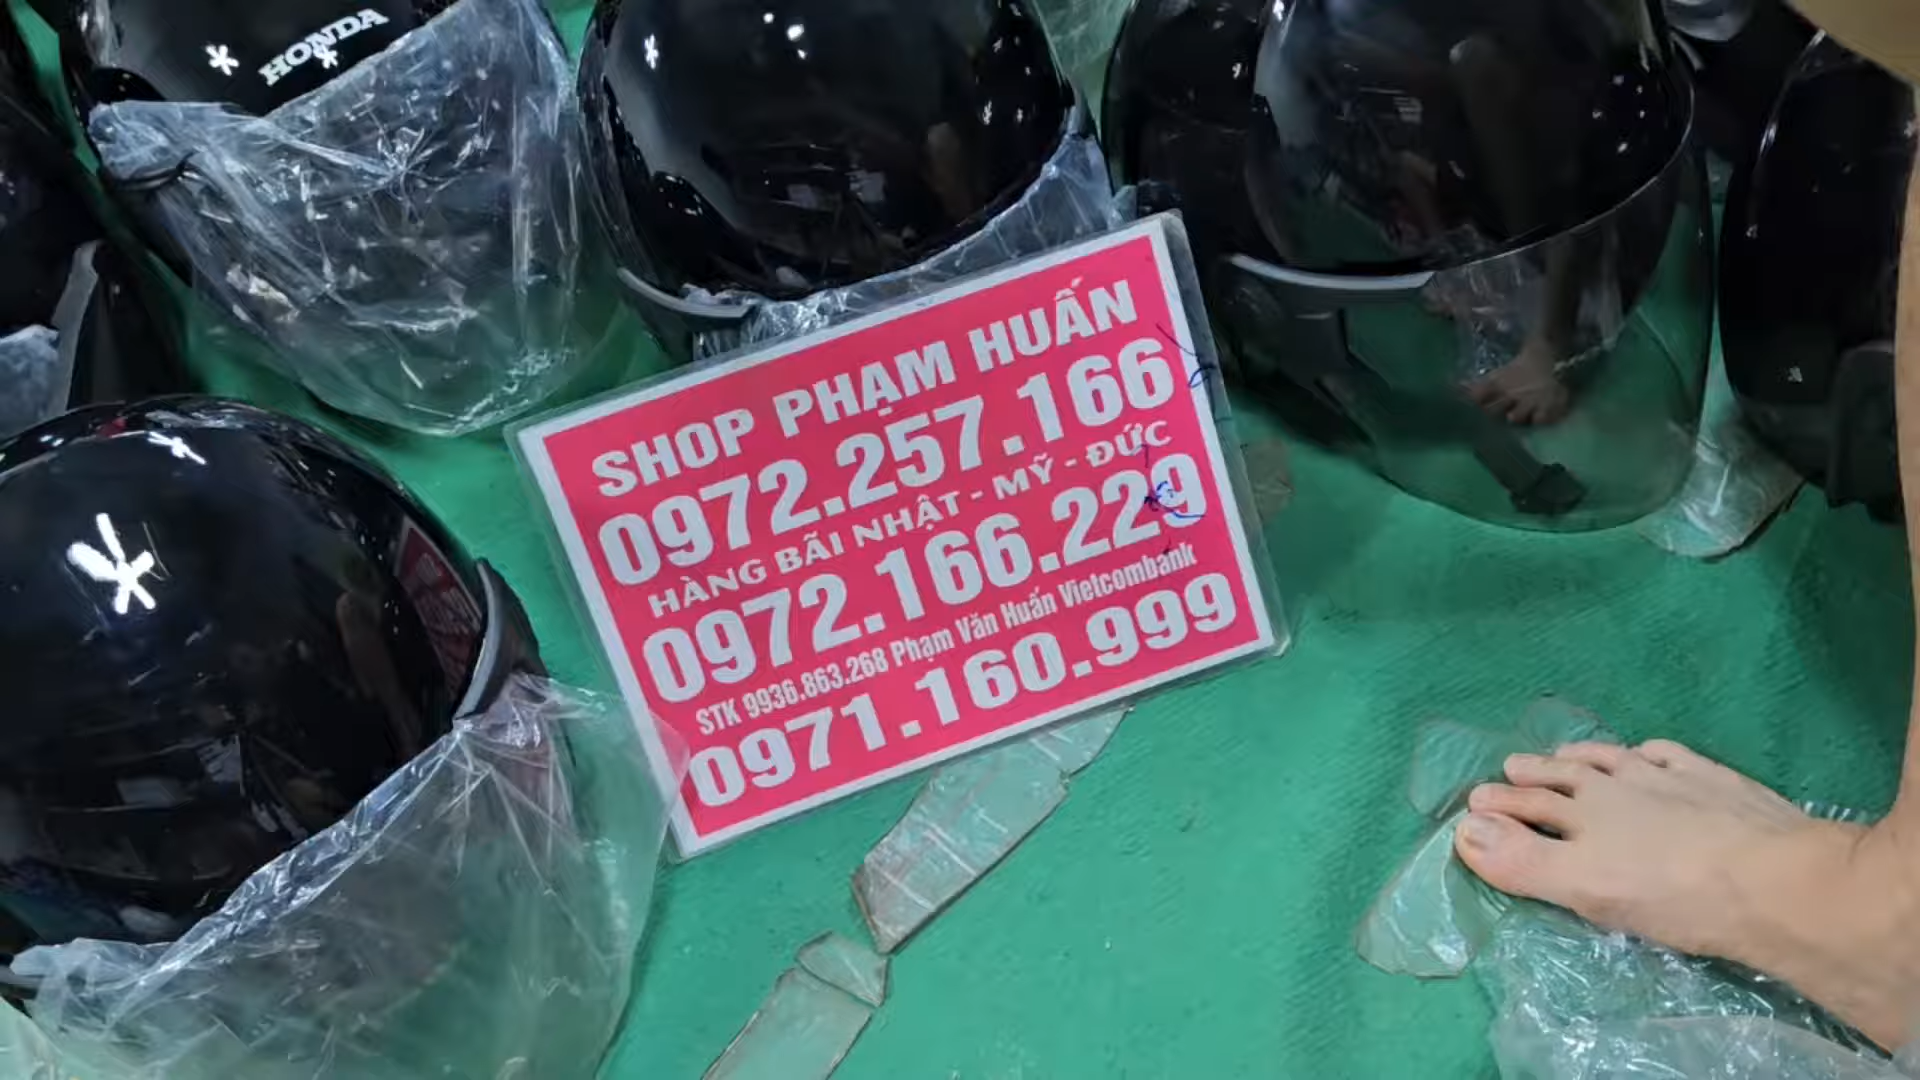 HONDA
SHOP PHẠM HUẤN
0972.257.166
HÀNG BÃI NHẬT - MỸ - ĐỨC
0972.166.229
STK 9936.863.268 Phạm Văn Huấn Vietcombank
0971.160.999